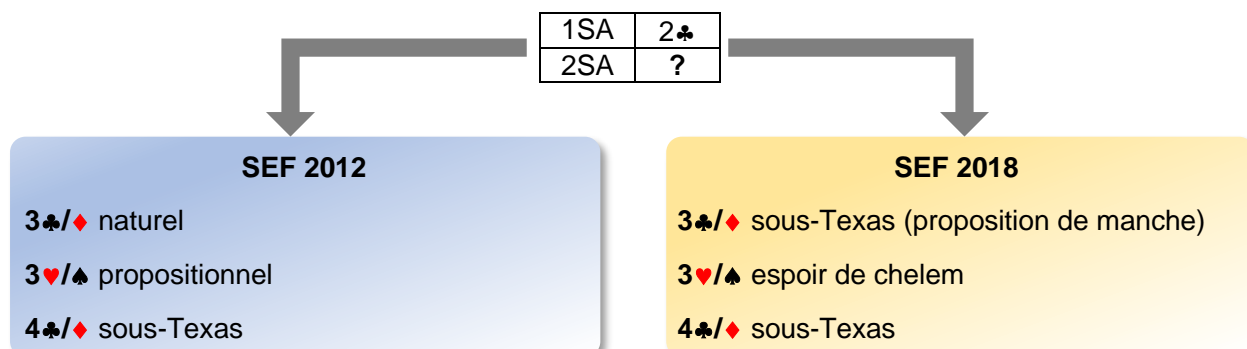 1SA 2♣
2SA ?
SEF 2012
3♣/♦ naturel
3♥/♠ propositionnel
4♣/♦ sous-Texas
SEF 2018
3♣/♦ sous-Texas (proposition de manche)
3♥/♠ espoir de chelem
4♣/♦ sous-Texas